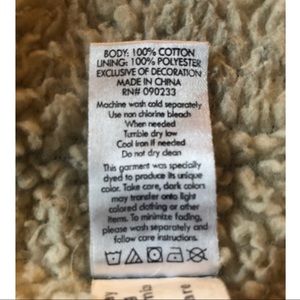 BODY: 100% COTTON
LINING: 100% POLYESTER
EXCLUSIVE OF DECORATION
MADE IN CHINA
RN# 090233
Machine wash cold separately
Use non chlorine bleach
When needed
Tumble dry low
Cool iron if needed
Do not dry clean
This garment was specially
dyed to produce its unique
color. Take care, dark colors
may transfer onto light
colored clothing or other
items. To minimize fading,
please wash separately and
follow care instructions.